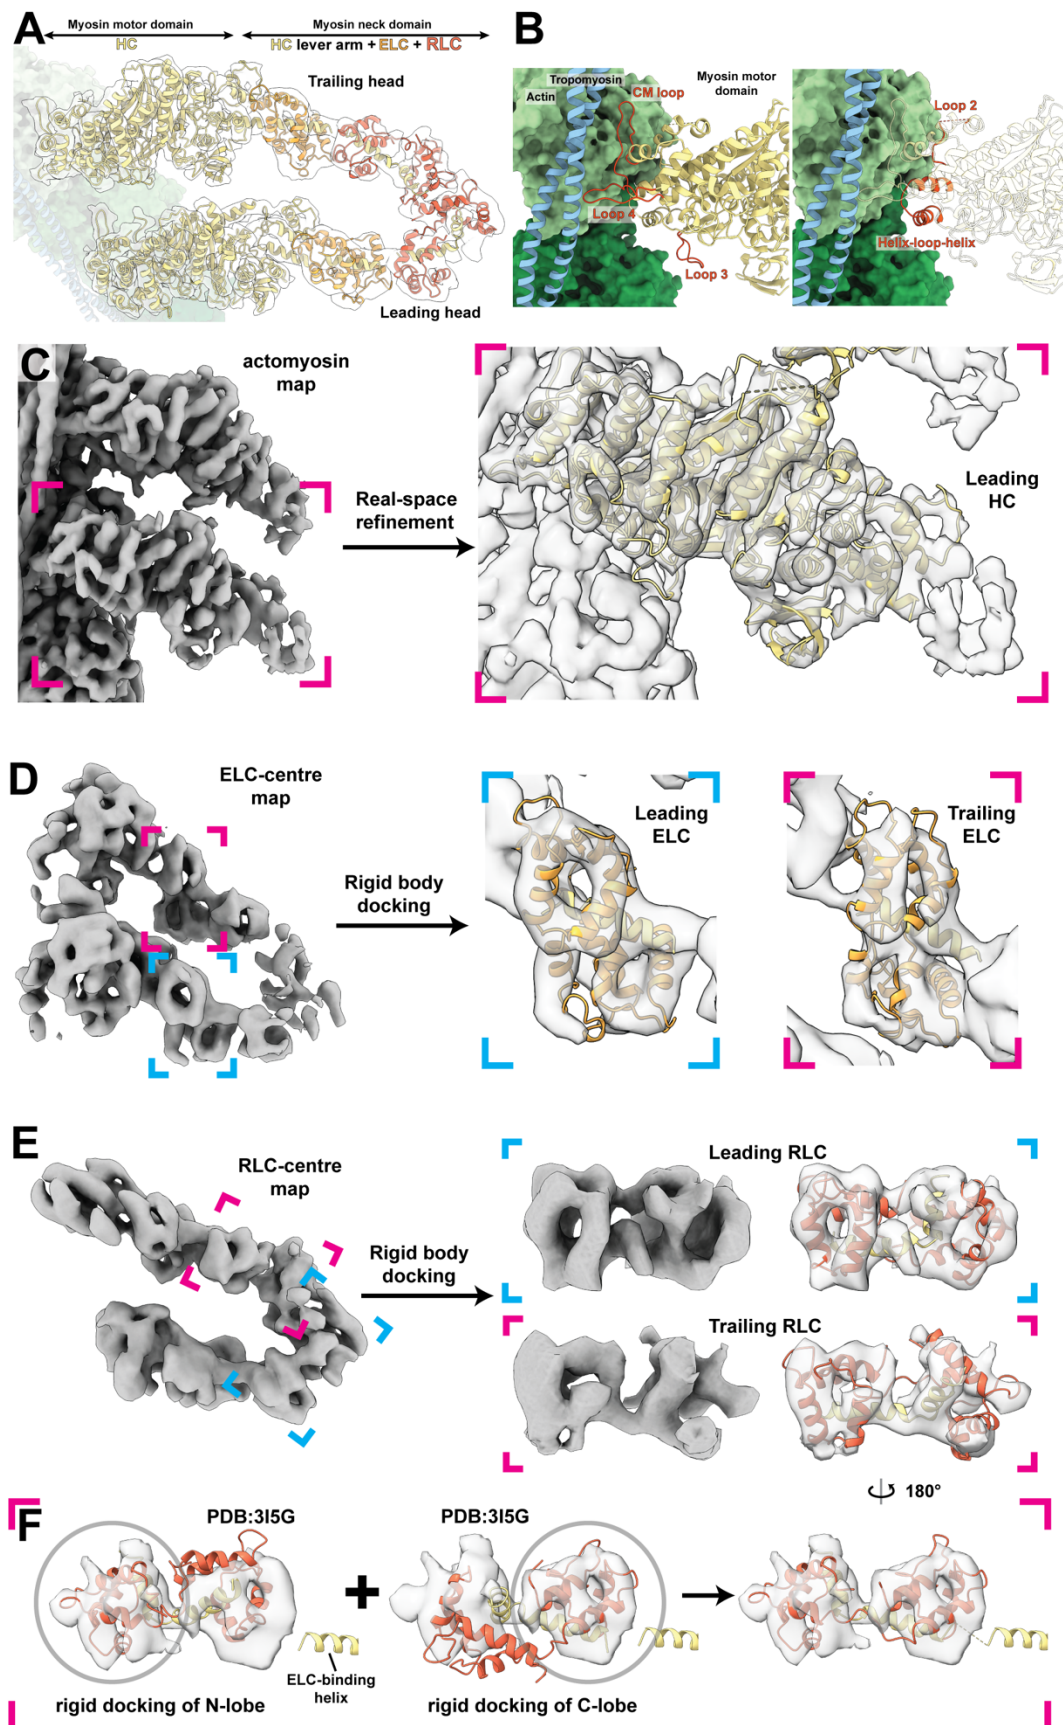 A
Myosin motor domain
Myosin neck domain
HC
HC lever arm + ELC + RLC
Trailing head
Leading head
B
Tropomyosin
Actin
CM loop
Myosin motor
domain
Loop 4
Loop 3
Loop 2
Helix-loop-helix
C
actomyosin
map
Real-space
refinement
Leading
HC
D
ELC-centre
map
Rigid body
docking
Leading
ELC
Trailing
ELC
E
RLC-centre
map
Rigid body
docking
Leading RLC
Trailing RLC
180°
F
PDB:3I5G
PDB:3I5G
ELC-binding
helix
rigid docking of N-lobe
rigid docking of C-lobe